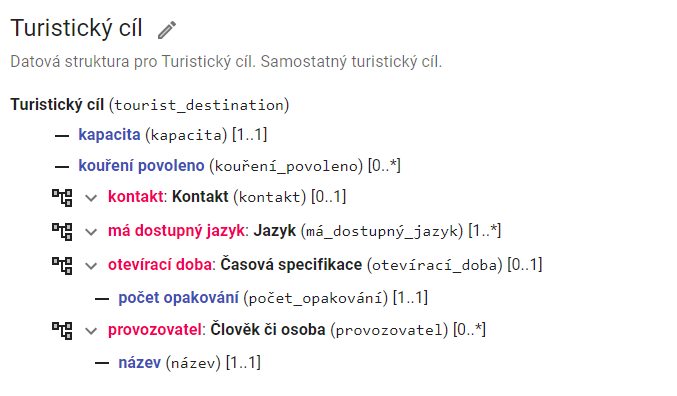 Turistický cíl
Datová struktura pro Turistický cíl. Samostatný turistický cíl.
Turistický cíl (tourist_destination)
kapacita (kapacita) [1..1]
kouření povoleno (kouření_povoleno) [0..*]
kontakt: Kontakt (kontakt) [0..1]
má dostupný jazyk: Jazyk (má_dostupný_jazyk) [1..*]
otevírací doba: Časová specifikace (otevírací_doba) [0..1]
počet opakování (počet_opakování) [1..1]
provozovatel: Člověk či osoba (provozovatel) [0..*]
název (název) [1..1]